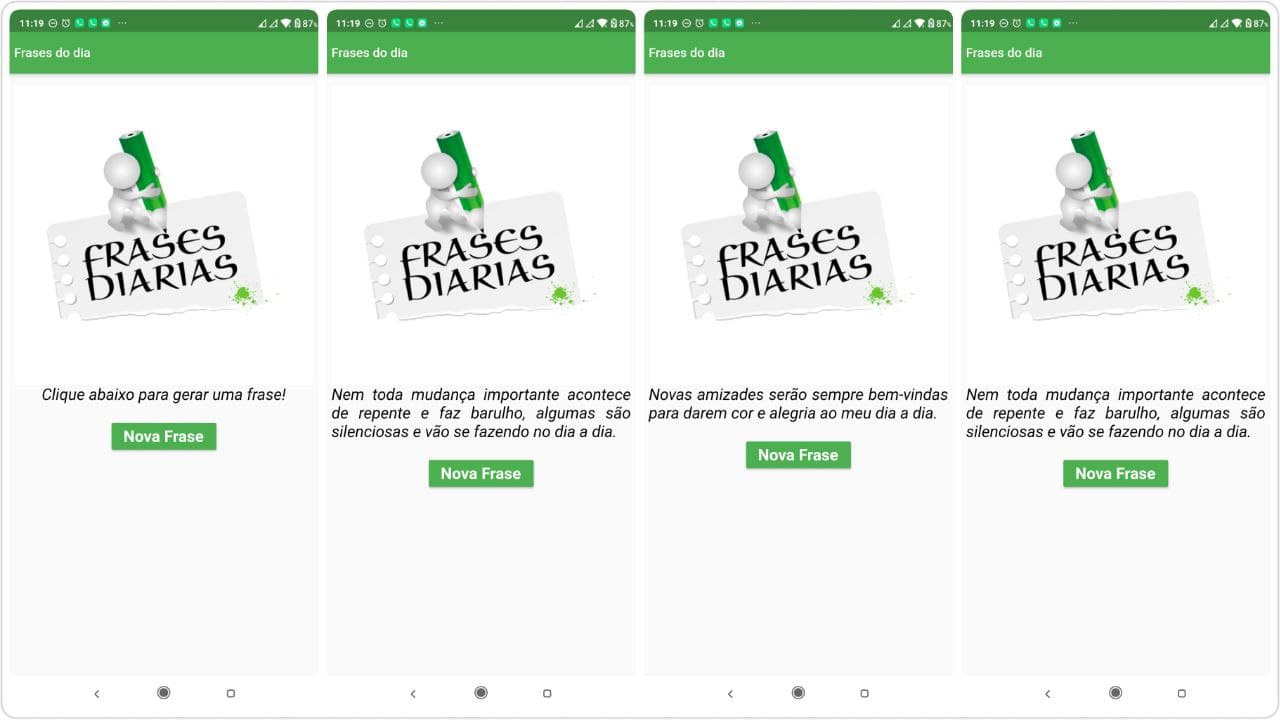 11:19 ... 87%
Frases do dia
FRASES
DIARIAS
Clique abaixo para gerar uma frase!
Nova Frase
11:19 ... 87%
Frases do dia
FRASES
DIARIAS
Nem toda mudança importante acontece
de repente e faz barulho, algumas são
silenciosas e vão se fazendo no dia a dia.
Nova Frase
11:19 ... 87%
Frases do dia
FRASES
DIARIAS
Novas amizades serão sempre bem-vindas
para darem cor e alegria ao meu dia a dia.
Nova Frase
11:19 ... 87%
Frases do dia
FRASES
DIARIAS
Nem toda mudança importante acontece
de repente e faz barulho, algumas são
silenciosas e vão se fazendo no dia a dia.
Nova Frase